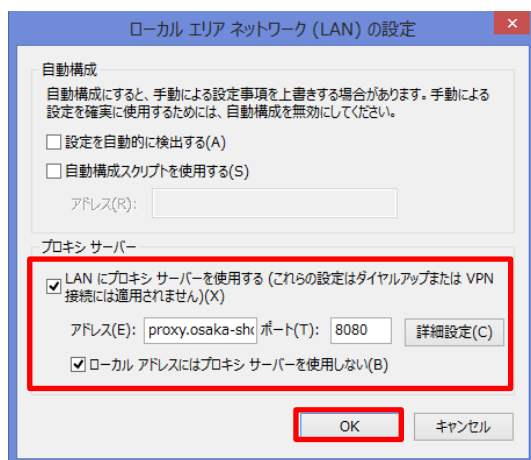 ローカル エリア ネットワーク (LAN) の設定
自動構成
自動構成にすると、手動による設定事項を上書きする場合があります。手動による
設定を確実に使用するためには、自動構成を無効にしてください。
設定を自動的に検出する(A)
自動構成スクリプトを使用する(S)
アドレス(R):
プロキシ サーバー
LAN にプロキシ サーバーを使用する (これらの設定はダイヤルアップまたは VPN
接続には適用されません)(X)
アドレス(E): proxy.osaka-sho ポート(T): 8080 詳細設定(C)
ローカル アドレスにはプロキシ サーバーを使用しない(B)
OK キャンセル